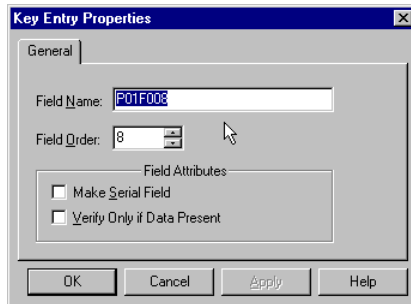 Key Entry Properties
General
Field Name: P01F008
Field Order: 8
Field Attributes
Make Serial Field
Verify Only if Data Present
OK Cancel Apply Help